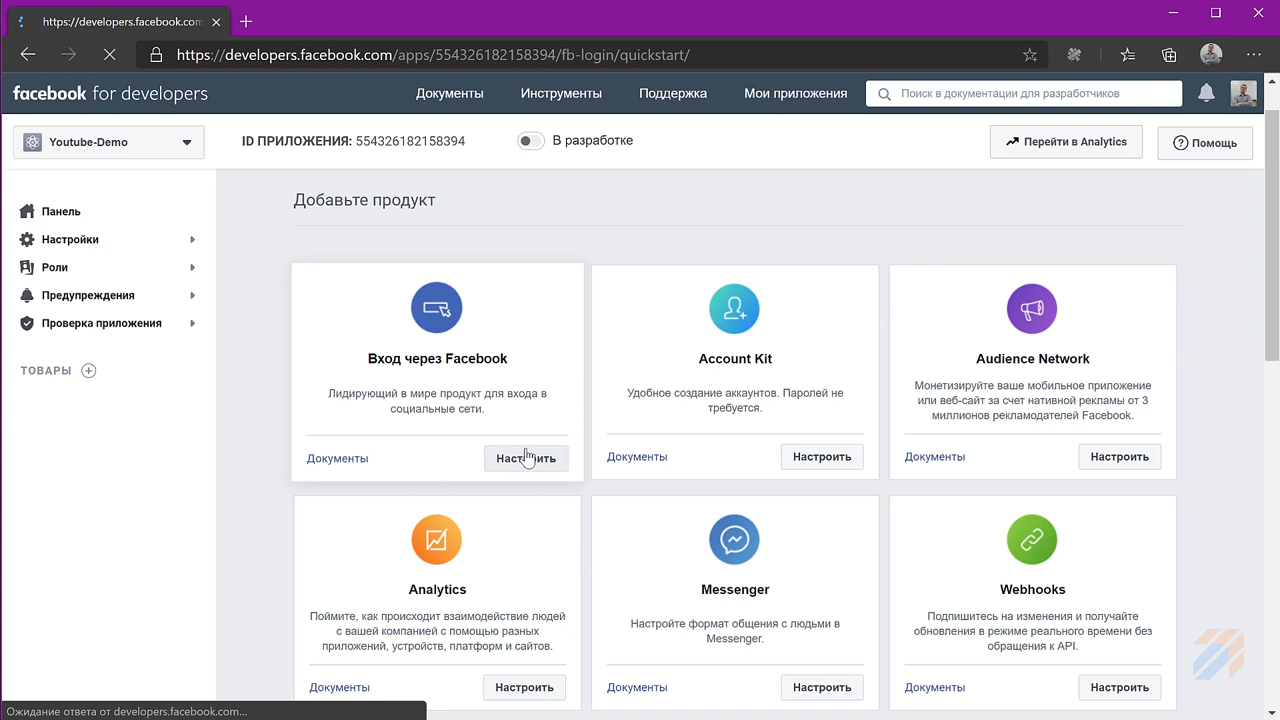 https://developers.facebook.com
https://developers.facebook.com/apps/554326182158394/fb-login/quickstart/
facebook for developers
Документы
Инструменты
Поддержка
Мои приложения
Поиск в документации для разработчиков
Youtube-Demo
ID ПРИЛОЖЕНИЯ: 554326182158394
В разработке
Перейти в Analytics
Помощь
Панель
Настройки
Роли
Предупреждения
Проверка приложения
ТОВАРЫ
Добавьте продукт
Вход через Facebook
Лидирующий в мире продукт для входа в
социальные сети.
Документы
Настроить
Account Kit
Удобное создание аккаунтов. Паролей не
требуется.
Документы
Настроить
Audience Network
Монетизируйте ваше мобильное приложение
или веб-сайт за счет нативной рекламы от 3
миллионов рекламодателей Facebook.
Документы
Настроить
Analytics
Поймите, как происходит взаимодействие людей
с вашей компанией с помощью разных
приложений, устройств, платформ и сайтов.
Документы
Настроить
Messenger
Настройте формат общения с людьми в
Messenger.
Документы
Настроить
Webhooks
Подпишитесь на изменения и получайте
обновления в режиме реального времени без
обращения к API.
Документы
Настроить
Ожидание ответа от developers.facebook.com...